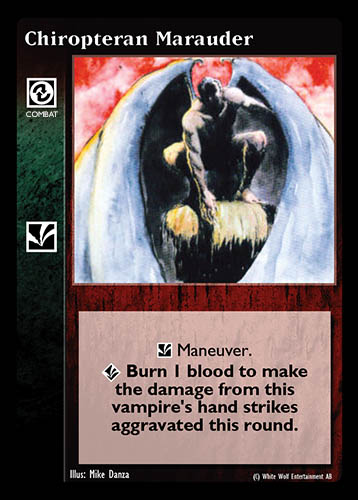 Chiropteran Marauder
COMBAT
Maneuver.
Burn 1 blood to make
the damage from this
vampire's hand strikes
aggravated this round.
Illus: Mike Danza
(C) White Wolf Entertainment AB